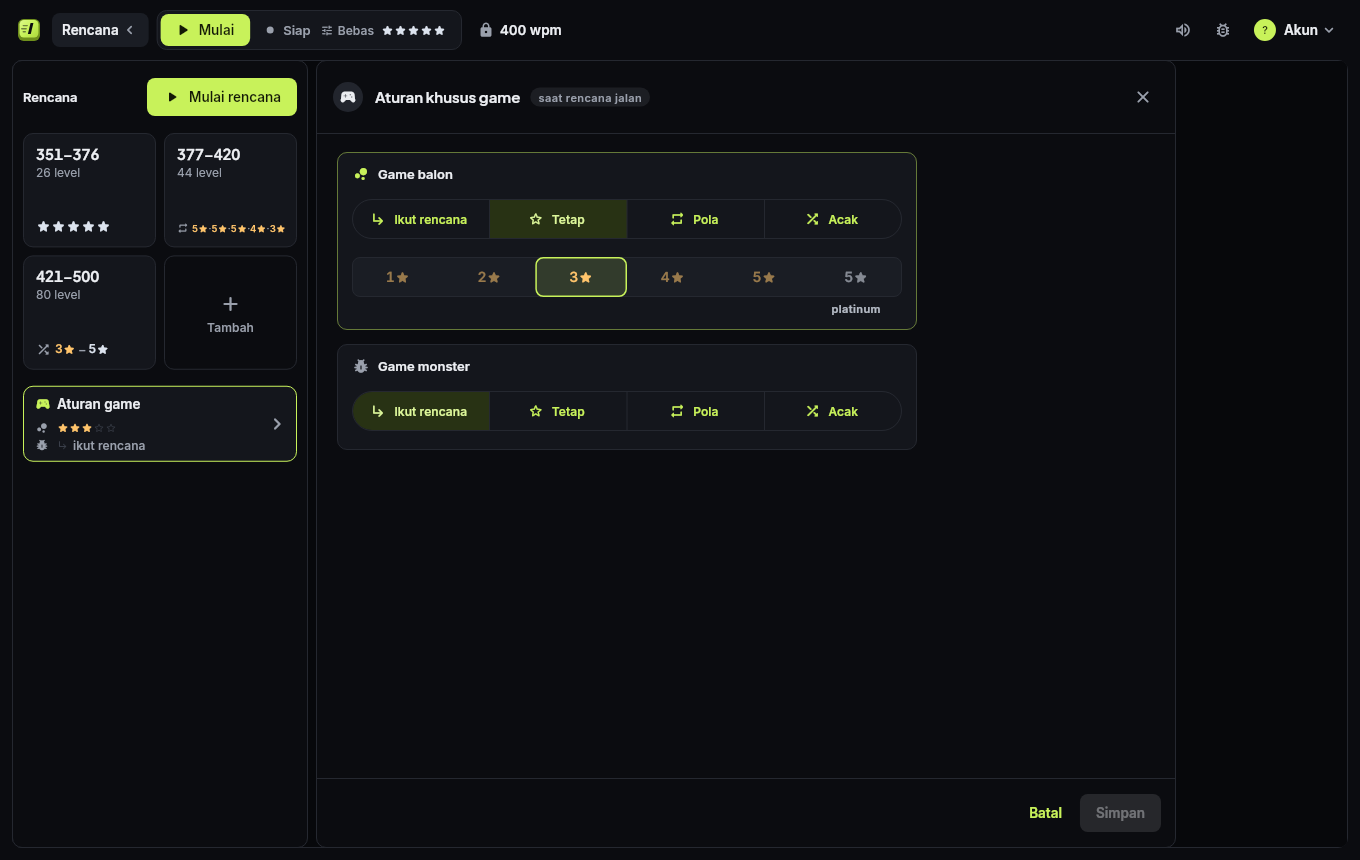 Rencana
Mulai
Siap
Bebas
400 wpm
?
Akun
Rencana
Mulai rencana
351–376
26 level
377–420
44 level
5★·5★·5★·4★·3★
421–500
80 level
3★ – 5★
Tambah
Aturan game
ikut rencana
Aturan khusus game
saat rencana jalan
Game balon
Ikut rencana
Tetap
Pola
Acak
1★
2★
3★
4★
5★
5★
platinum
Game monster
Ikut rencana
Tetap
Pola
Acak
Batal
Simpan